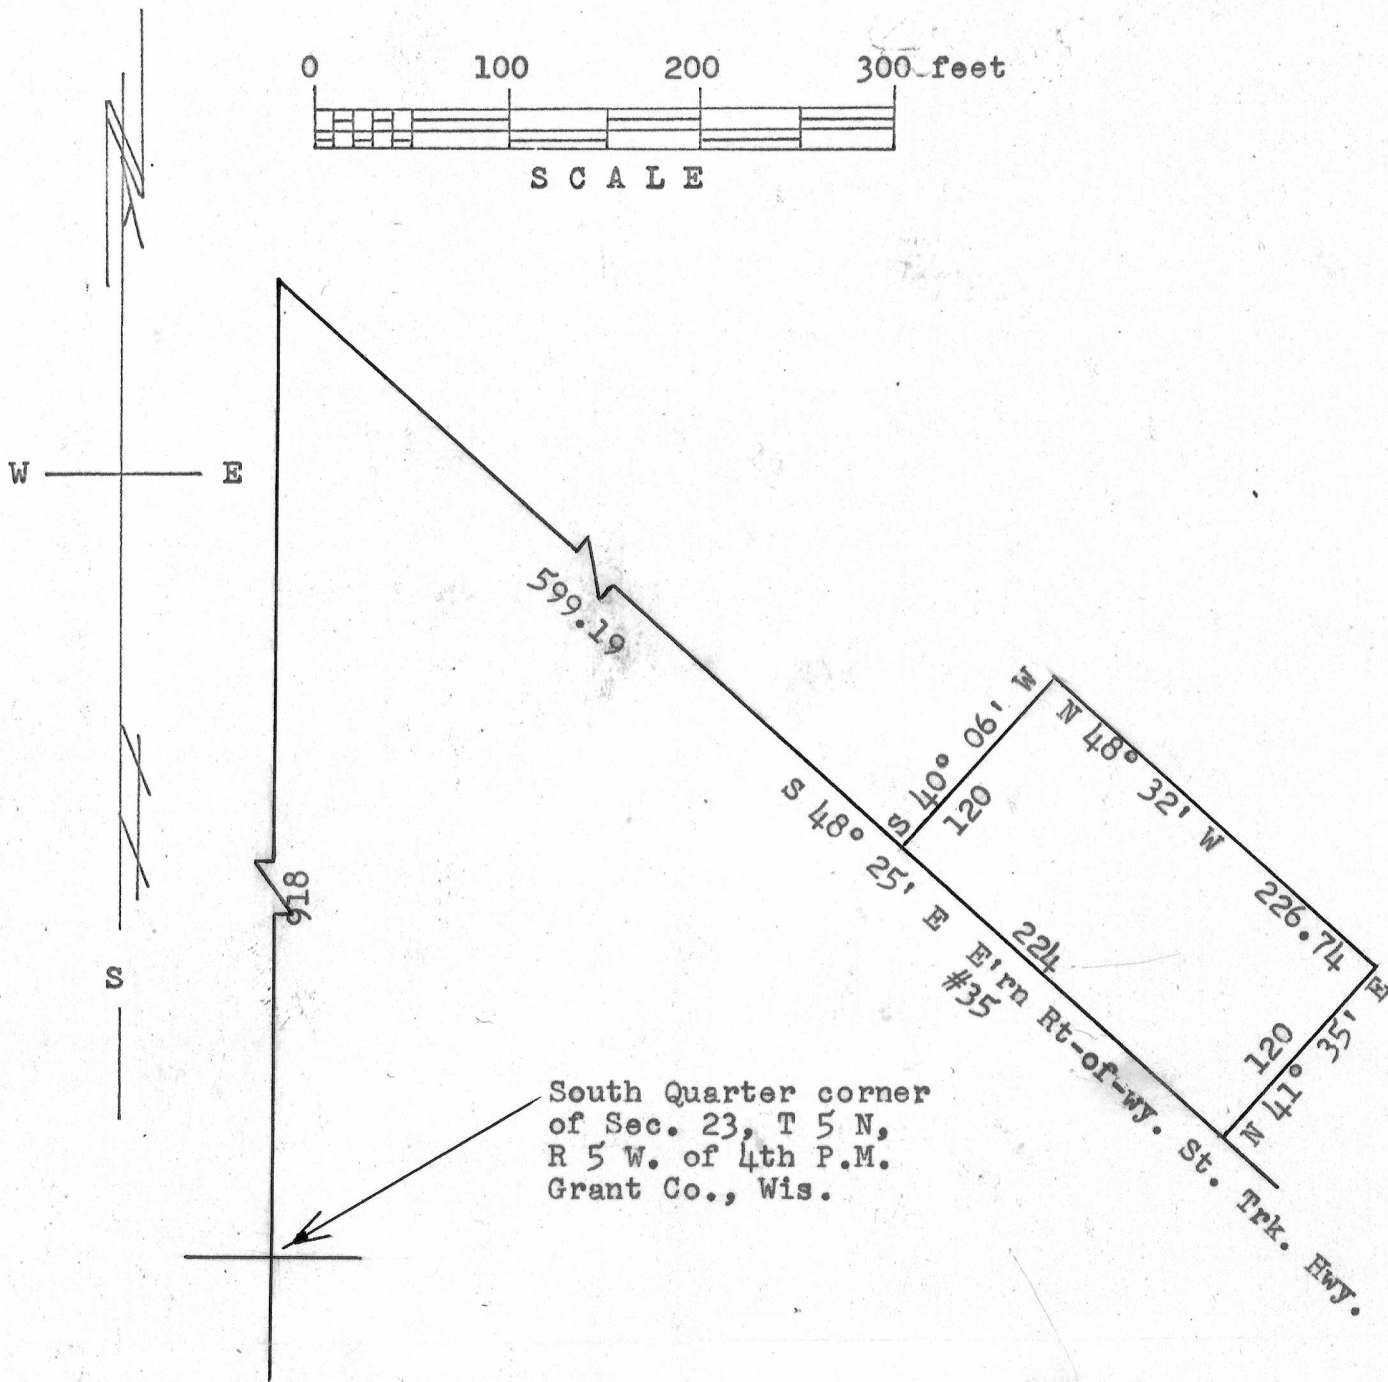 0 100 200 300 feet
SCALE
W E
S
599.19
918
S 48° 25' E
E'rn Rt-of-wy. St. Trk. Hwy.
#35
S 40° 06' W
120
N 48° 32' W 226.74
224
120
N 41° 35' E
South Quarter corner
of Sec. 23, T 5 N,
R 5 W. of 4th P.M.
Grant Co., Wis.